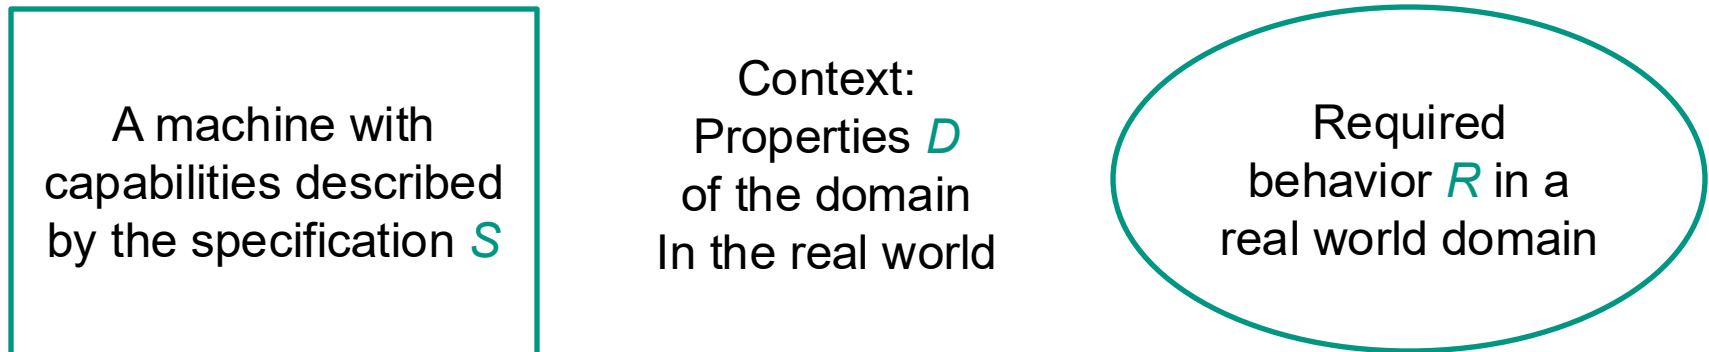 A machine with
capabilities described
by the specification S
Context:
Properties D
of the domain
In the real world
Required
behavior R in a
real world domain